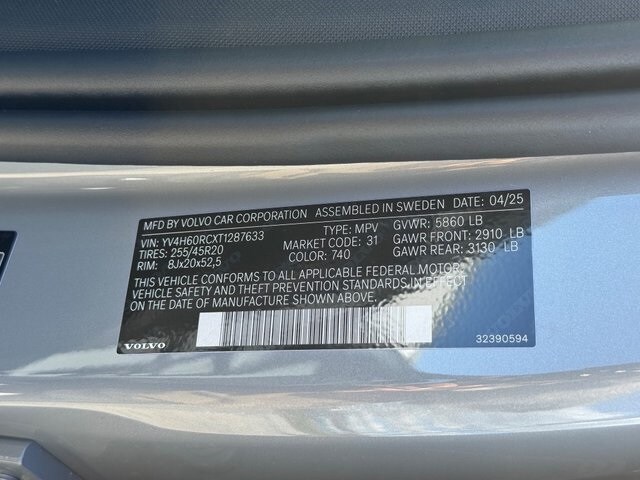 MFD BY VOLVO CAR CORPORATION ASSEMBLED IN SWEDEN DATE: 04/25
VIN: YV4H60RCXT1287633 TYPE: MPV GVWR: 5860 LB
TIRES: 255/45R20 MARKET CODE: 31 GAWR FRONT: 2910 LB
RIM: 8Jx20x52,5 COLOR: 740 GAWR REAR: 3130 LB
THIS VEHICLE CONFORMS TO ALL APPLICABLE FEDERAL MOTOR
VEHICLE SAFETY AND THEFT PREVENTION STANDARDS IN EFFECT
ON THE DATE OF MANUFACTURE SHOWN ABOVE.
VOLVO 32390594